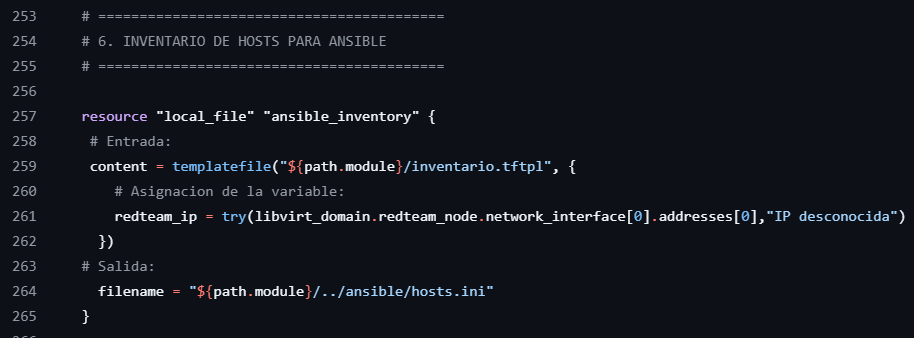 253 # ==========================================
254 # 6. INVENTARIO DE HOSTS PARA ANSIBLE
255 # ==========================================
256
257 resource "local_file" "ansible_inventory" {
258 # Entrada:
259 content = templatefile("${path.module}/inventario.tftpl", {
260 # Asignacion de la variable:
261 redteam_ip = try(libvirt_domain.redteam_node.network_interface[0].addresses[0],"IP desconocida")
262 })
263 # Salida:
264 filename = "${path.module}/../ansible/hosts.ini"
265 }